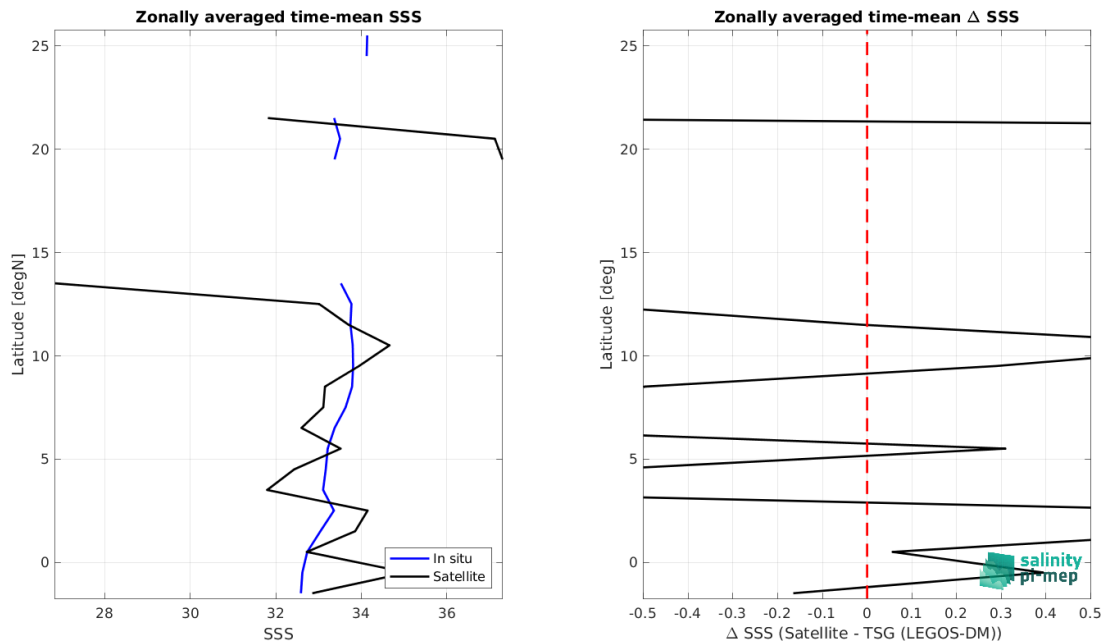 Zonally averaged time-mean SSS
25
20
15
10
5
0
Latitude [degN]
28
30
32
34
36
SSS
In situ
Satellite
Zonally averaged time-mean Δ SSS
25
20
15
10
5
0
Latitude [deg]
-0.5
-0.4
-0.3
-0.2
-0.1
0
0.1
0.2
0.3
0.4
0.5
Δ SSS (Satellite - TSG (LEGOS-DM))
salinity
pi-mep